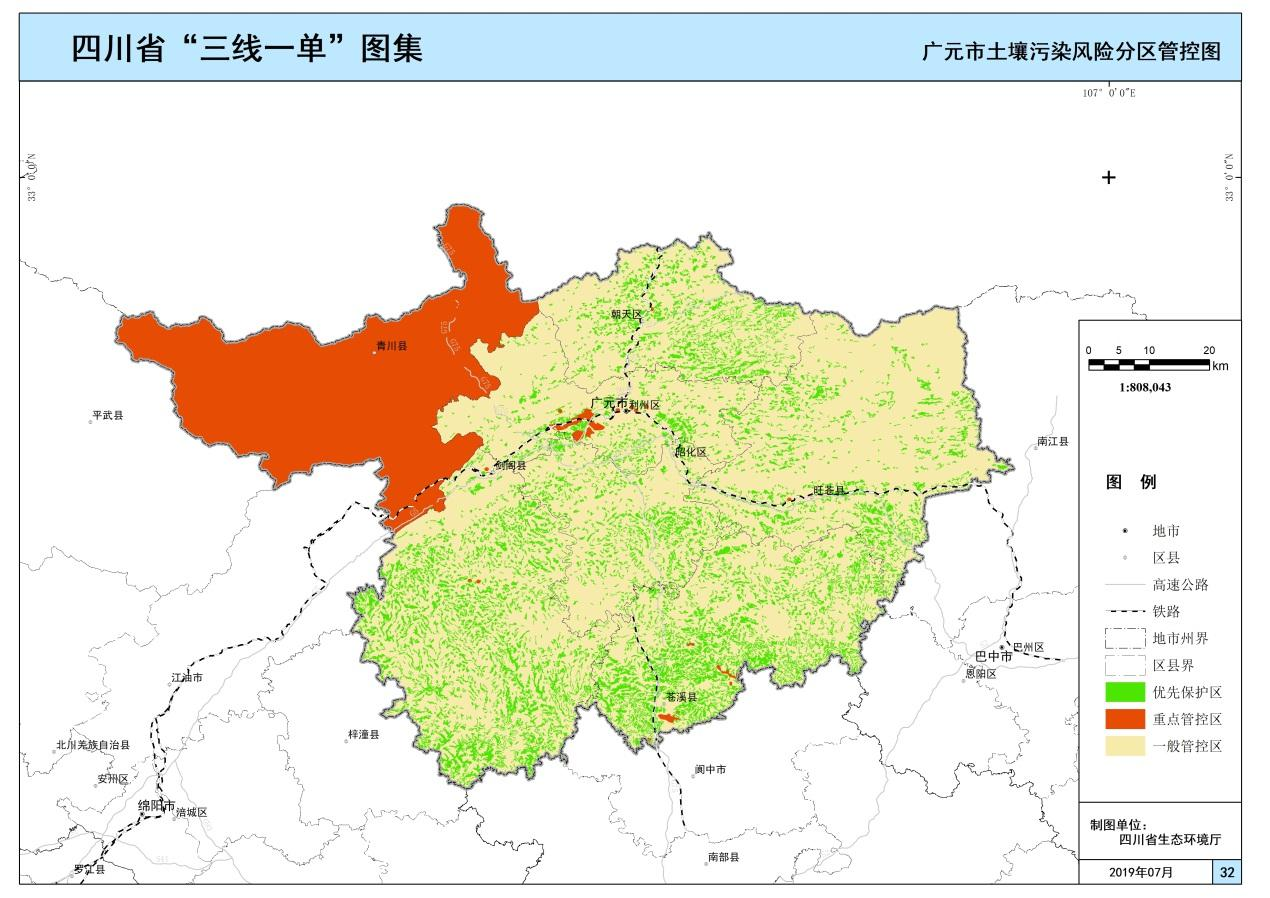 四川省“三线一单”图集
广元市土壤污染风险分区管控图
107° 0′0″E
33° 0′0″N
33° 0′0″N
朝天区
青川县
广元市
利州区
平武县
昭化区
剑阁县
旺苍县
南江县
江油市
苍溪县
巴中市
巴州区
恩阳区
梓潼县
北川羌族自治县
安州区
阆中市
绵阳市
涪城区
南部县
罗江县
0 5 10 20
km
1:808,043
图 例
地市
区县
高速公路
铁路
地市州界
区县界
优先保护区
重点管控区
一般管控区
制图单位：
四川省生态环境厅
2019年07月
32